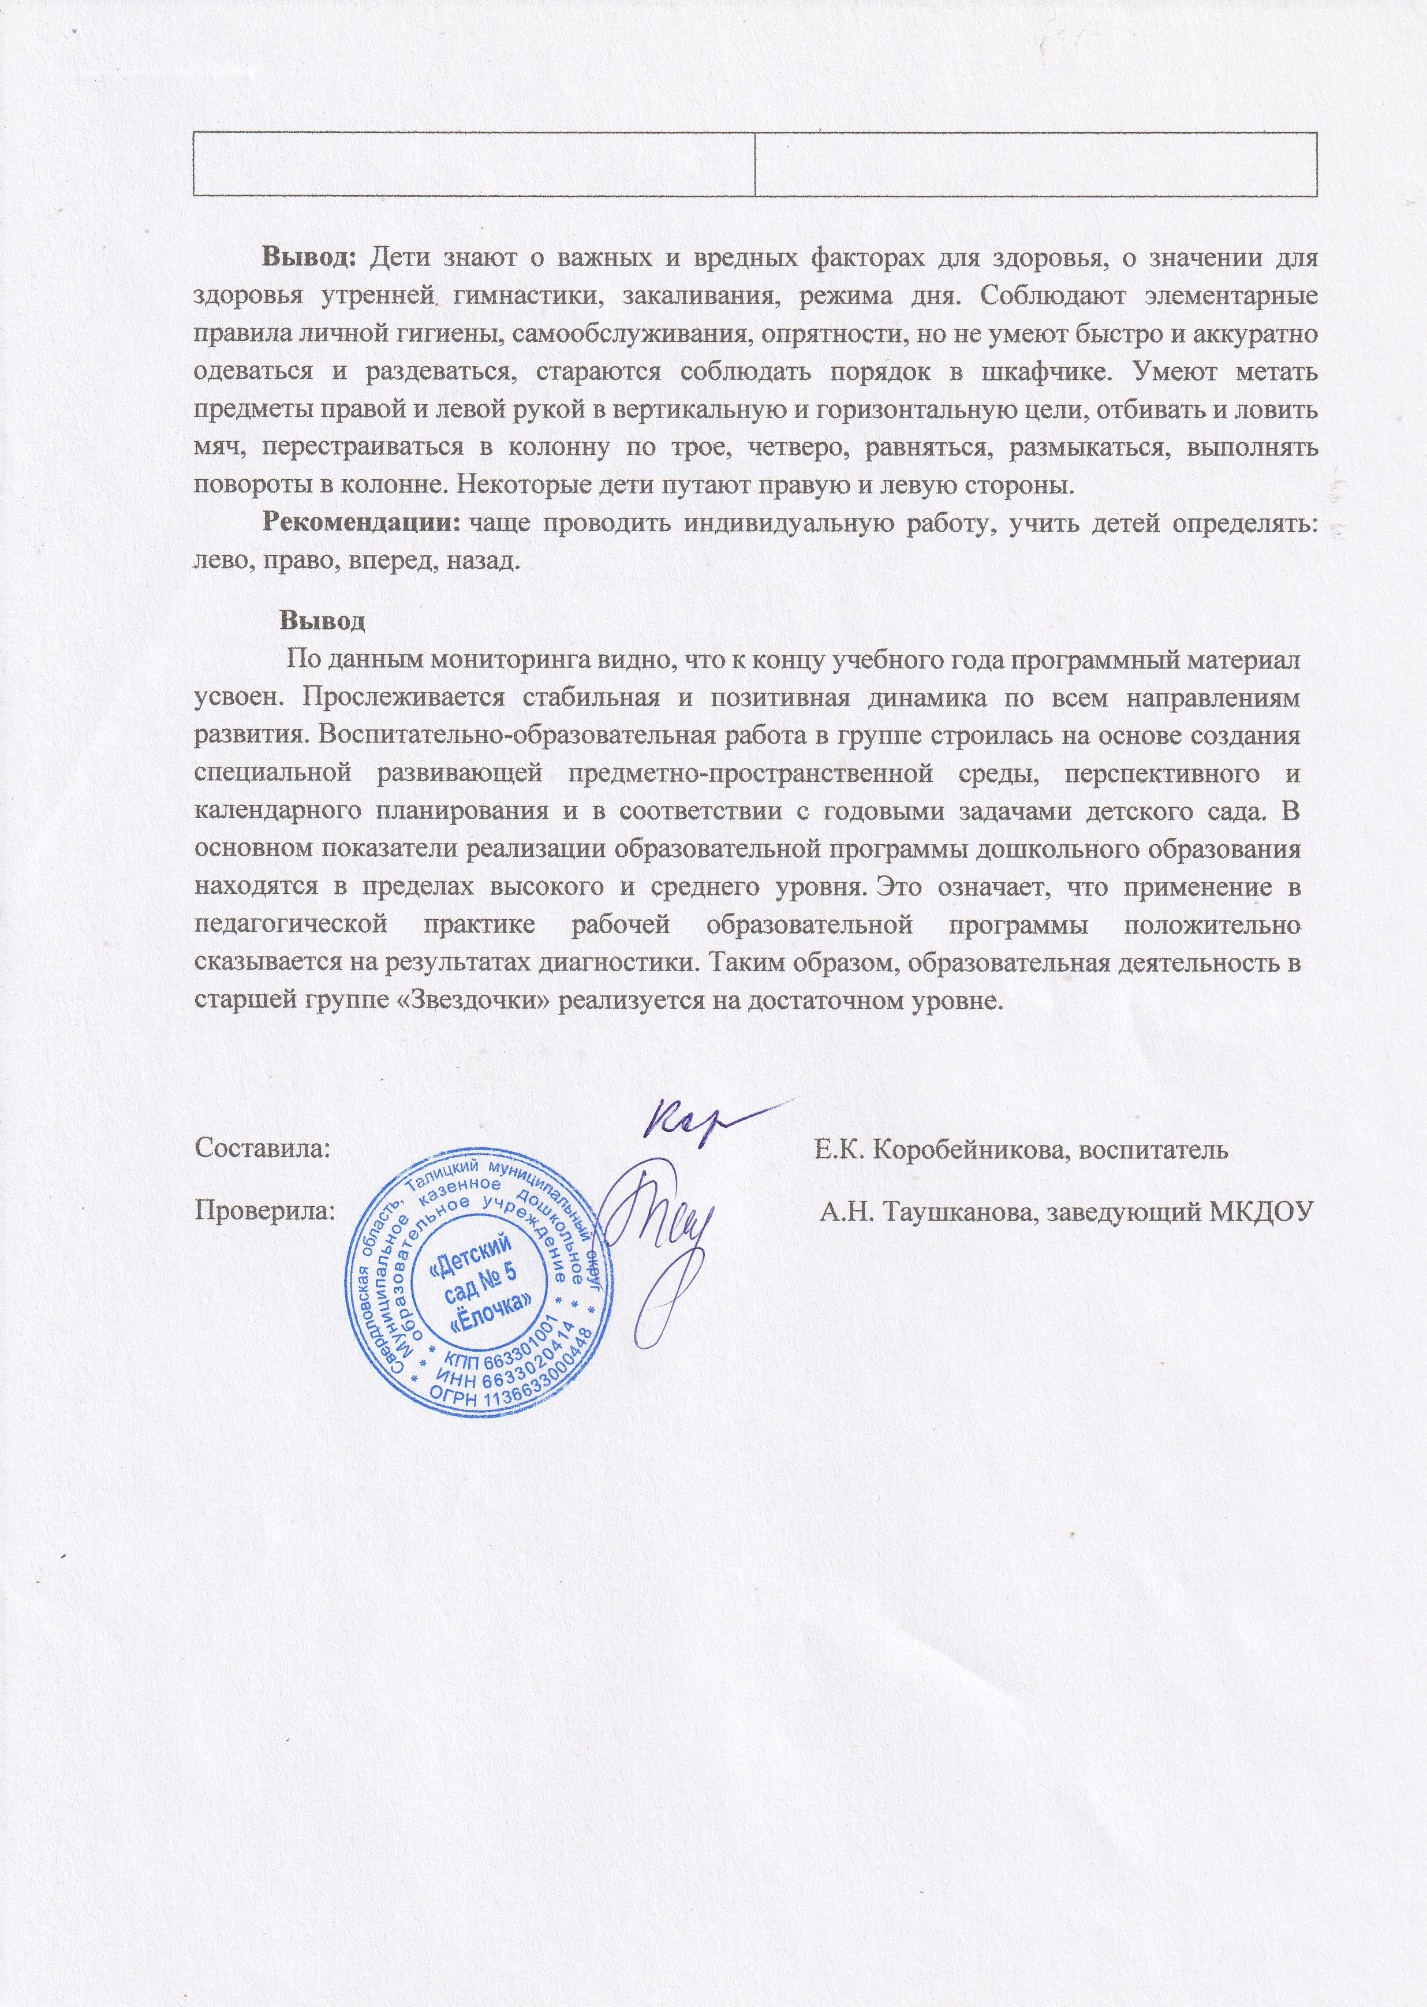 Вывод: Дети знают о важных и вредных факторах для здоровья, о значении для
здоровья утренней гимнастики, закаливания, режима дня. Соблюдают элементарные
правила личной гигиены, самообслуживания, опрятности, но не умеют быстро и аккуратно
одеваться и раздеваться, стараются соблюдать порядок в шкафчике. Умеют метать
предметы правой и левой рукой в вертикальную и горизонтальную цели, отбивать и ловить
мяч, перестраиваться в колонну по трое, четверо, равняться, размыкаться, выполнять
повороты в колонне. Некоторые дети путают правую и левую стороны.
Рекомендации: чаще проводить индивидуальную работу, учить детей определять:
лево, право, вперед, назад.
Вывод
По данным мониторинга видно, что к концу учебного года программный материал
усвоен. Прослеживается стабильная и позитивная динамика по всем направлениям
развития. Воспитательно-образовательная работа в группе строилась на основе создания
специальной развивающей предметно-пространственной среды, перспективного и
календарного планирования и в соответствии с годовыми задачами детского сада. В
основном показатели реализации образовательной программы дошкольного образования
находятся в пределах высокого и среднего уровня. Это означает, что применение в
педагогической практике рабочей образовательной программы положительно
сказывается на результатах диагностики. Таким образом, образовательная деятельность в
старшей группе «Звездочки» реализуется на достаточном уровне.
Составила: Е.К. Коробейникова, воспитатель
Проверила: А.Н. Таушканова, заведующий МКДОУ
* Свердловская область, Талицкий муниципальный округ *
* Муниципальное казенное дошкольное *
* образовательное учреждение *
«Детский
сад № 5
«Ёлочка»
КПП 663301001
ИНН 6633020414
ОГРН 1136633000448